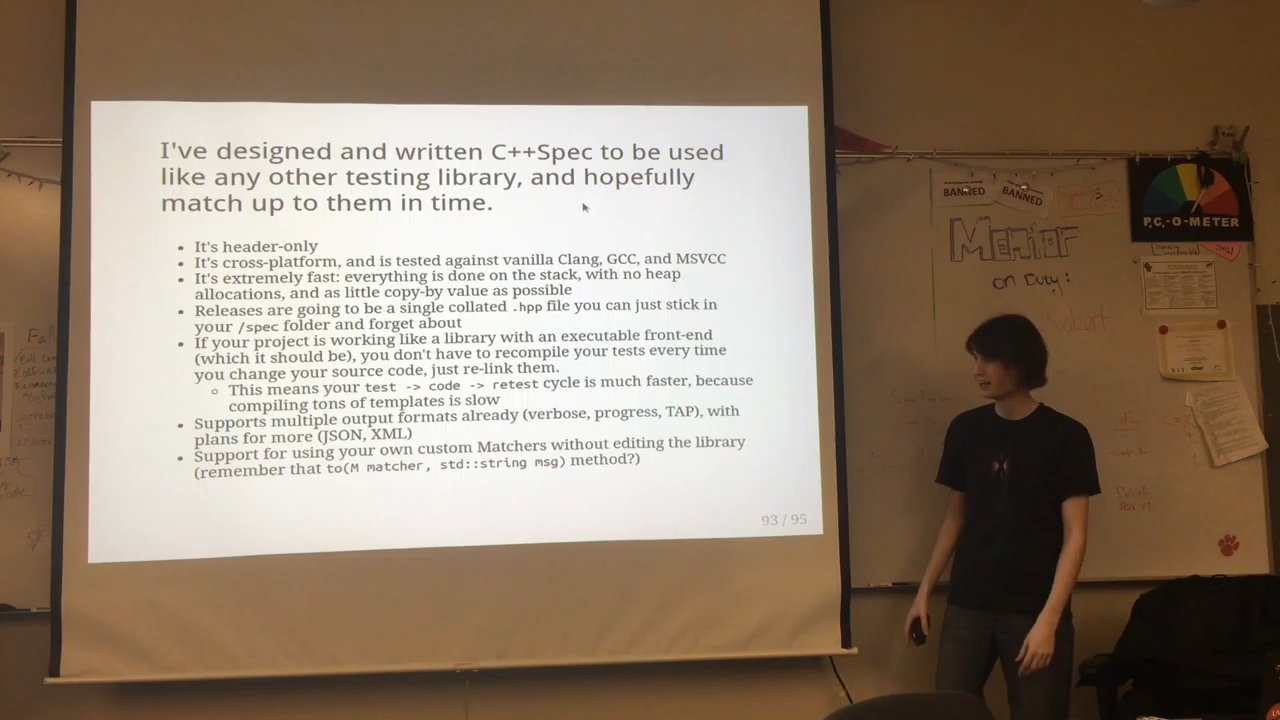 I've designed and written C++Spec to be used
like any other testing library, and hopefully
match up to them in time.
• It's header-only
• It's cross-platform, and is tested against vanilla Clang, GCC, and MSVCC
• It's extremely fast: everything is done on the stack, with no heap
allocations, and as little copy-by value as possible
• Releases are going to be a single collated .hpp file you can just stick in
your /spec folder and forget about
• If your project is working like a library with an executable front-end
(which it should be), you don't have to recompile your tests every time
you change your source code, just re-link them.
◦ This means your test -> code -> retest cycle is much faster, because
compiling tons of templates is slow
• Supports multiple output formats already (verbose, progress, TAP), with
plans for more (JSON, XML)
• Support for using your own custom Matchers without editing the library
(remember that to(M matcher, std::string msg) method?)
93 / 95
BANNED
BANNED
P.C.-O-METER
Mentor
on Duty: